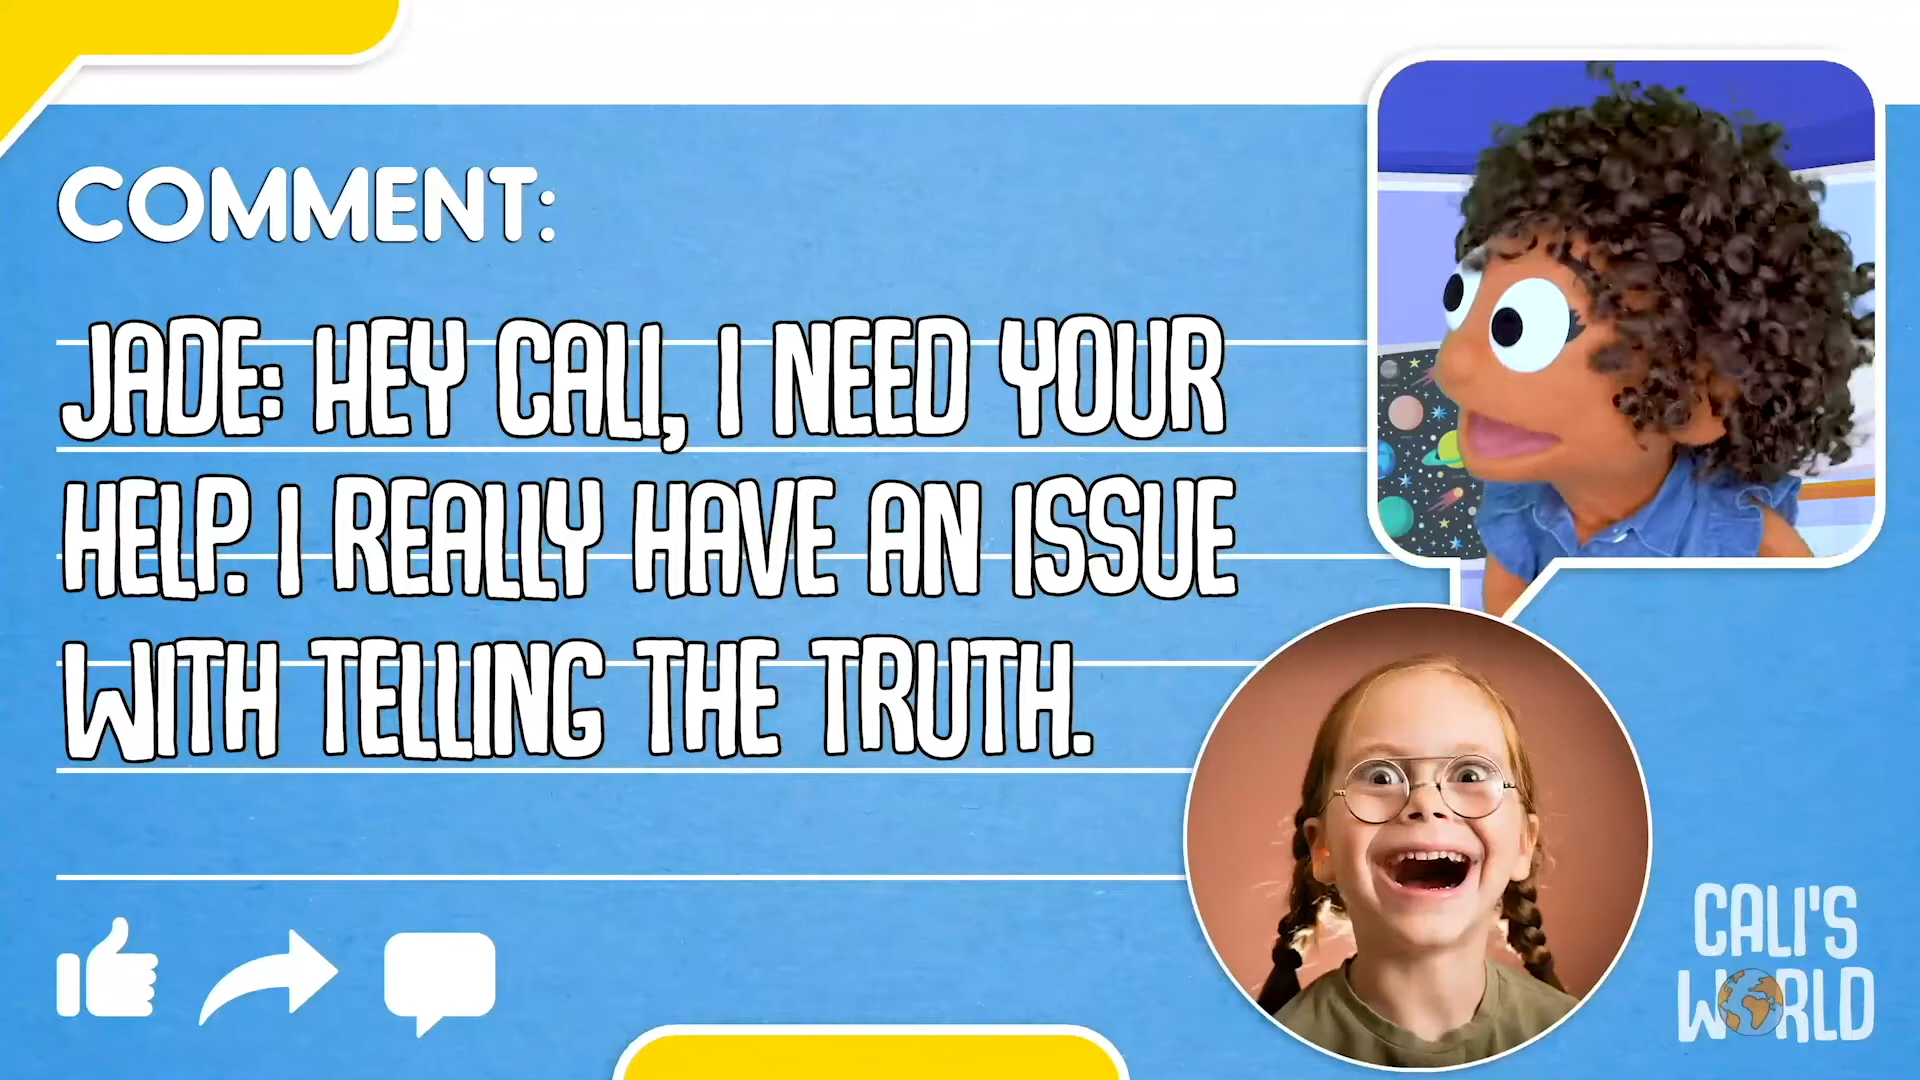 COMMENT:
JADE: HEY CALI, I NEED YOUR
HELP. I REALLY HAVE AN ISSUE
WITH TELLING THE TRUTH.
CALI'S
WORLD